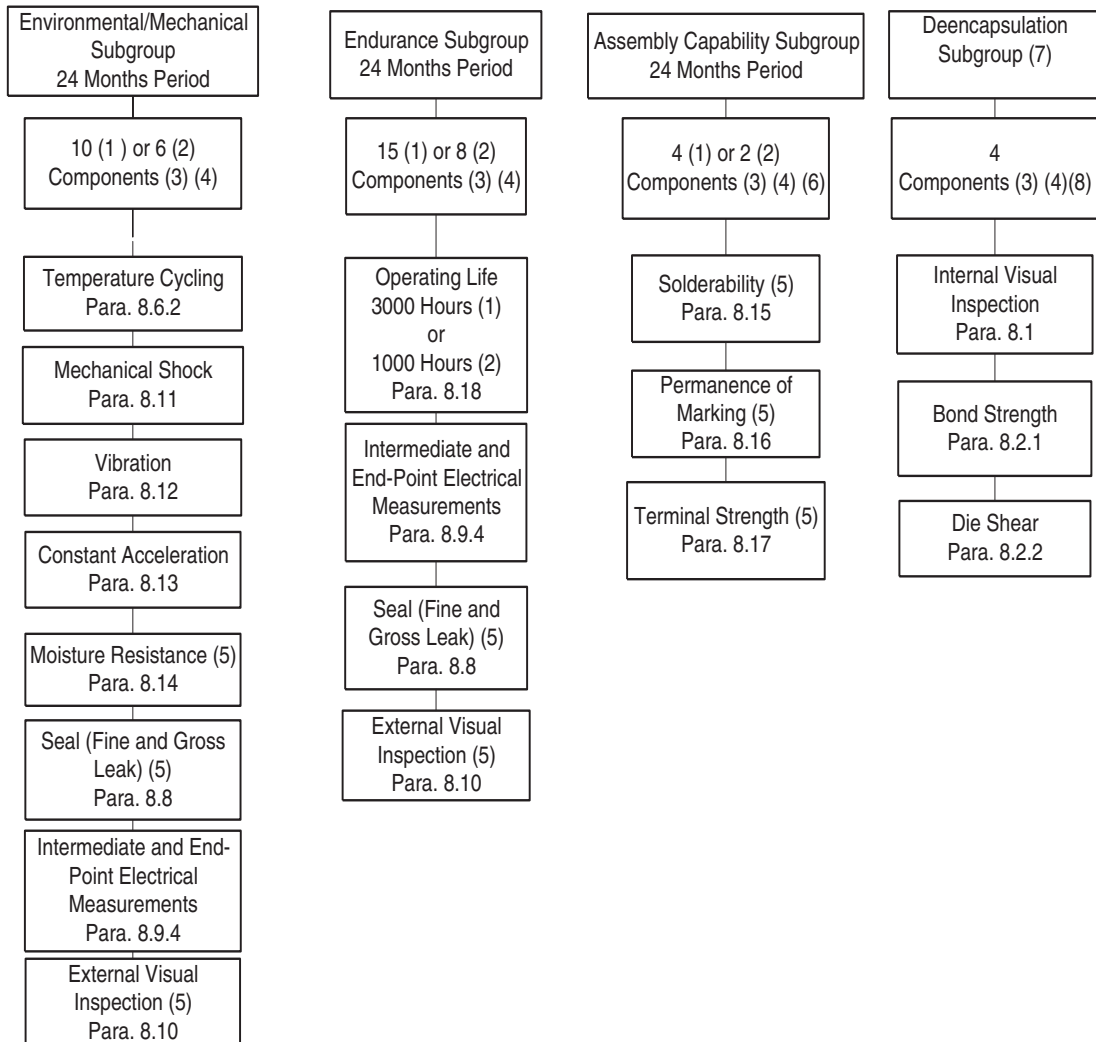 Environmental/Mechanical
Subgroup
24 Months Period
10 (1 ) or 6 (2)
Components (3) (4)
Temperature Cycling
Para. 8.6.2
Mechanical Shock
Para. 8.11
Vibration
Para. 8.12
Constant Acceleration
Para. 8.13
Moisture Resistance (5)
Para. 8.14
Seal (Fine and Gross
Leak) (5)
Para. 8.8
Intermediate and End-
Point Electrical
Measurements
Para. 8.9.4
External Visual
Inspection (5)
Para. 8.10
Endurance Subgroup
24 Months Period
15 (1) or 8 (2)
Components (3) (4)
Operating Life
3000 Hours (1)
or
1000 Hours (2)
Para. 8.18
Intermediate and
End-Point Electrical
Measurements
Para. 8.9.4
Seal (Fine and
Gross Leak) (5)
Para. 8.8
External Visual
Inspection (5)
Para. 8.10
Assembly Capability Subgroup
24 Months Period
4 (1) or 2 (2)
Components (3) (4) (6)
Solderability (5)
Para. 8.15
Permanence of
Marking (5)
Para. 8.16
Terminal Strength (5)
Para. 8.17
Deencapsulation
Subgroup (7)
4
Components (3) (4)(8)
Internal Visual
Inspection
Para. 8.1
Bond Strength
Para. 8.2.1
Die Shear
Para. 8.2.2